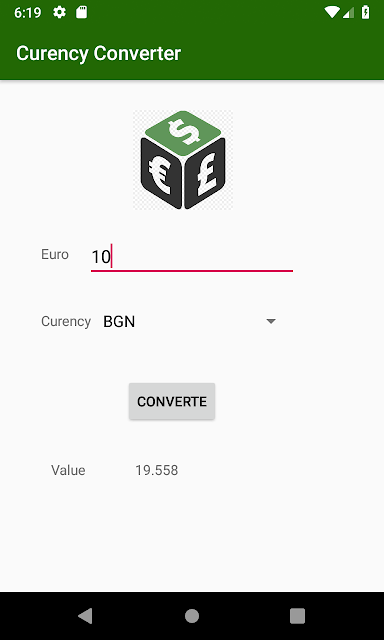 6:19
Curency Converter
$ € £
Euro 10
Curency BGN
CONVERTE
Value 19.558